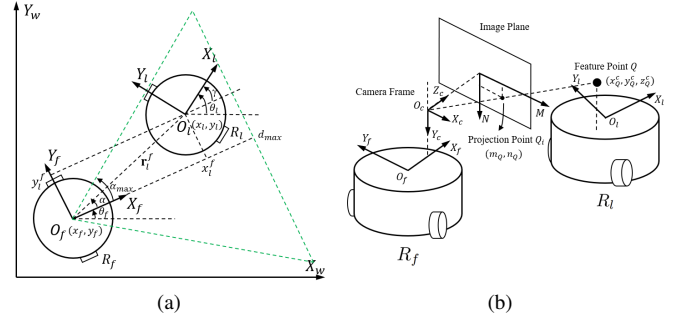 Y_w
X_l
Y_l
γ
θ_l
O_l (x_l, y_l)
R_l
d_max
r_l^f
x_l^f
Y_f
y_l^f
α_max
α
X_f
θ_f
O_f (x_f, y_f)
R_f
X_w
(a)
Image Plane
Feature Point Q
(x_Q^c, y_Q^c, z_Q^c)
Camera Frame
Z_c
O_c
X_c
Y_c
N
M
Projection Point Q_i
(m_Q, n_Q)
Y_l
X_l
O_l
R_l
Y_f
X_f
O_f
R_f
(b)